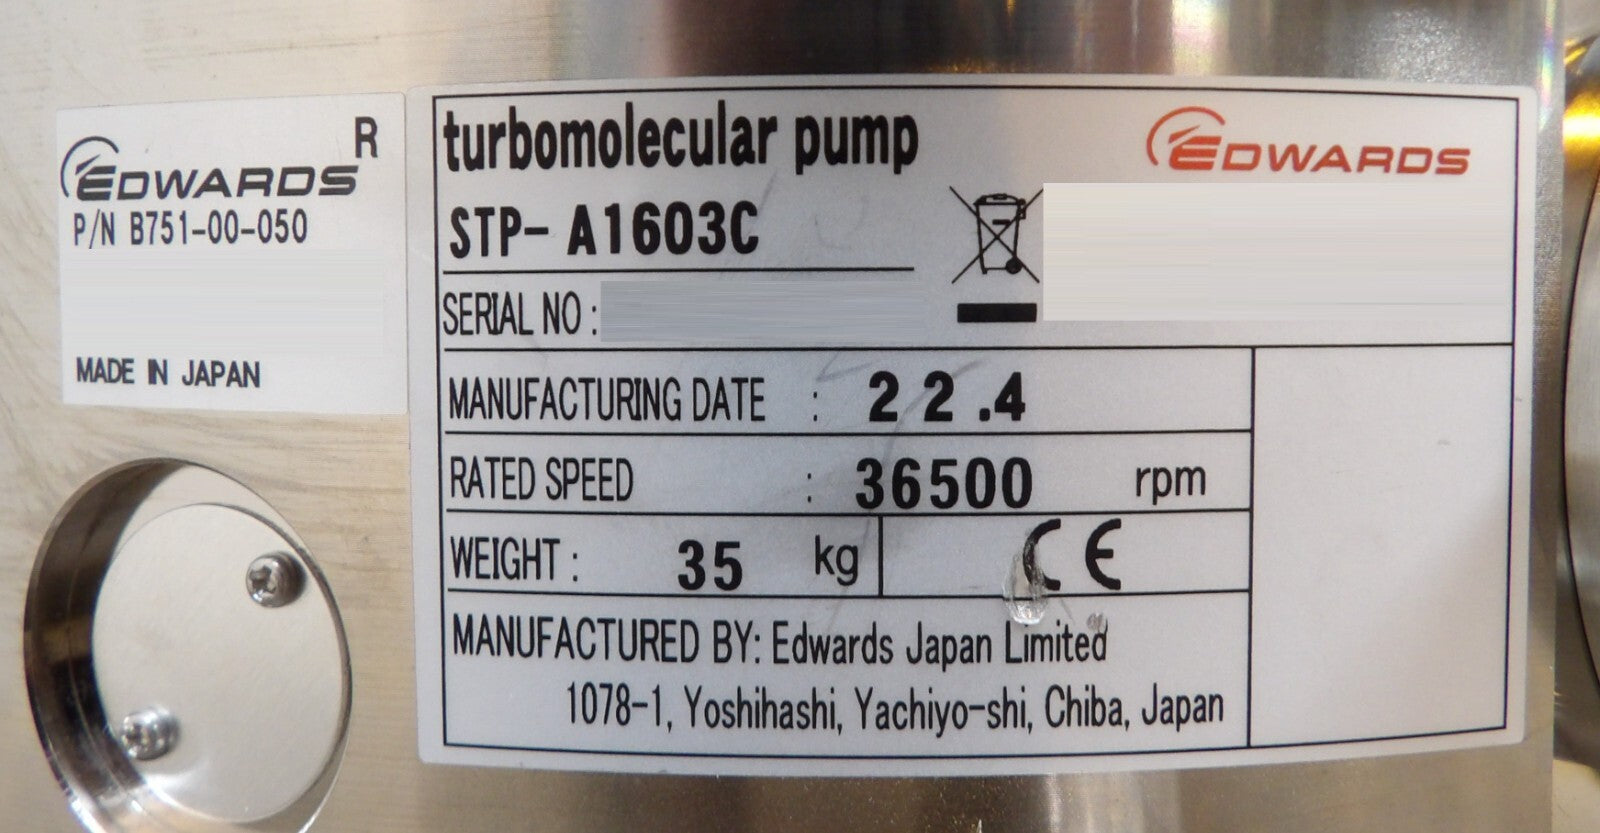 R
EDWARDS
P/N B751-00-050
MADE IN JAPAN
turbomolecular pump
EDWARDS
STP- A1603C
SERIAL NO :
MANUFACTURING DATE : 22.4
RATED SPEED : 36500 rpm
WEIGHT : 35 kg CE
MANUFACTURED BY: Edwards Japan Limited
1078-1, Yoshihashi, Yachiyo-shi, Chiba, Japan